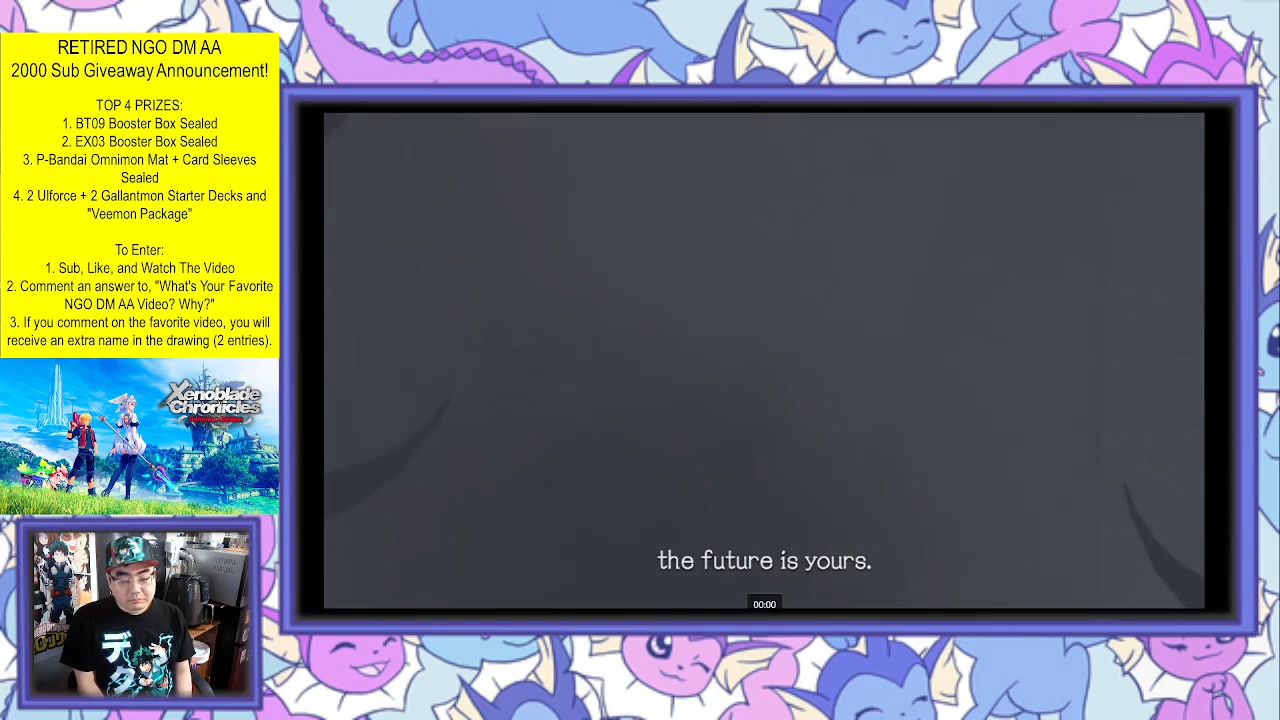 RETIRED NGO DM AA
2000 Sub Giveaway Announcement!
TOP 4 PRIZES:
1. BT09 Booster Box Sealed
2. EX03 Booster Box Sealed
3. P-Bandai Omnimon Mat + Card Sleeves
Sealed
4. 2 Ulforce + 2 Gallantmon Starter Decks and
"Veemon Package"
To Enter:
1. Sub, Like, and Watch The Video
2. Comment an answer to, "What's Your Favorite
NGO DM AA Video? Why?"
3. If you comment on the favorite video, you will
receive an extra name in the drawing (2 entries).
Xenoblade
Chronicles
the future is yours.
00:00
デ
ク